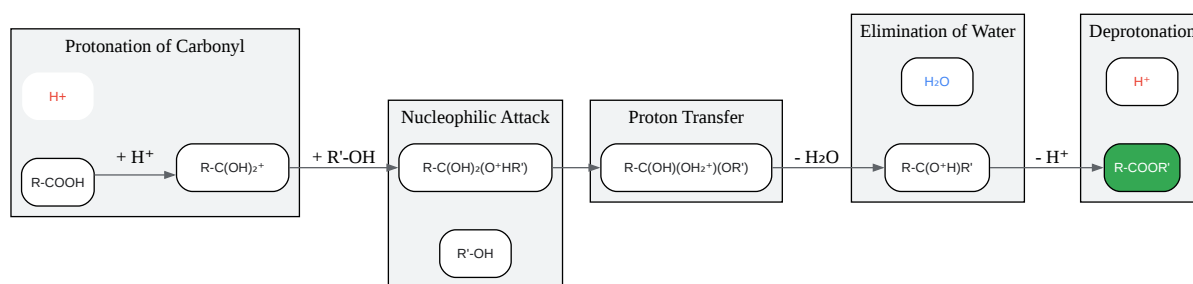 Protonation of Carbonyl
H+
R-COOH
+ H⁺
R-C(OH)₂⁺
+ R'-OH
Nucleophilic Attack
R-C(OH)₂(O⁺HR')
R'-OH
Proton Transfer
R-C(OH)(OH₂⁺)(OR')
- H₂O
Elimination of Water
H₂O
R-C(O⁺H)R'
- H⁺
Deprotonation
H⁺
R-COOR'